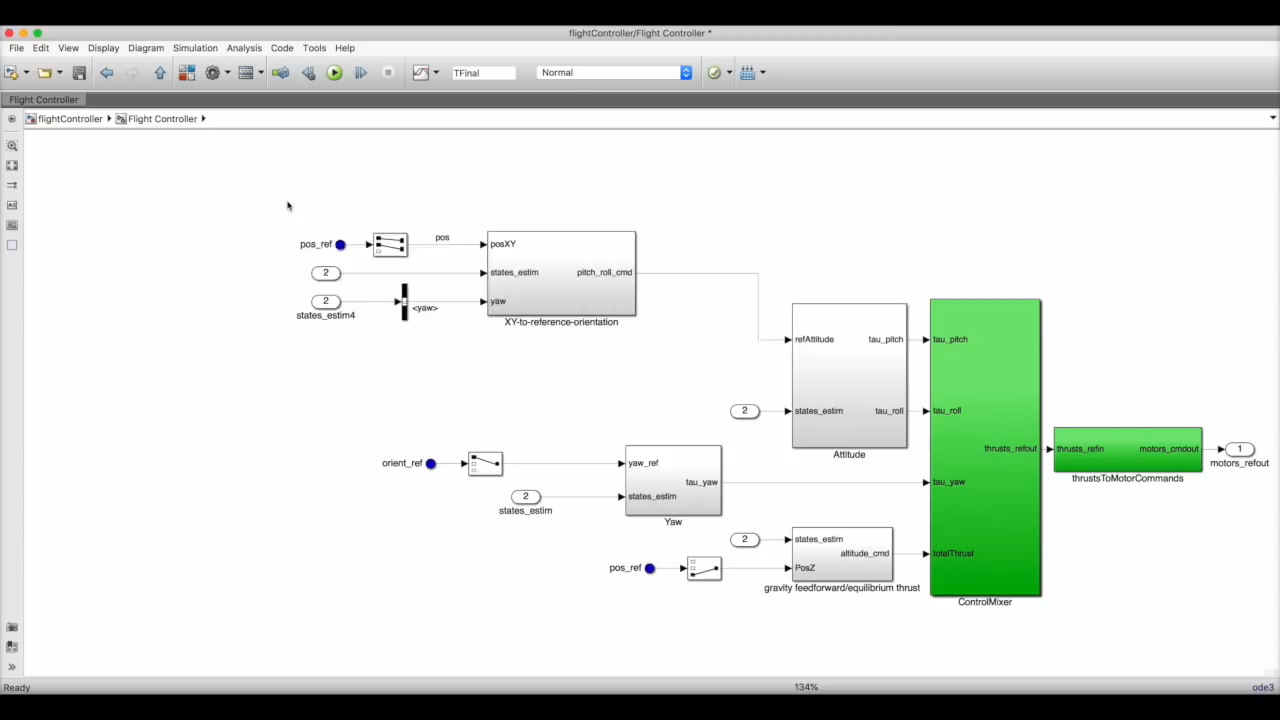 flightController/Flight Controller *
File Edit View Display Diagram Simulation Analysis Code Tools Help
TFinal Normal
Flight Controller
flightController Flight Controller
pos_ref pos posXY
2 states_estim pitch_roll_cmd
2 yaw
states_estim4 <yaw>
XY-to-reference-orientation
refAttitude tau_pitch tau_pitch
2 states_estim tau_roll tau_roll
Attitude
thrusts_refout thrusts_refin motors_cmdout 1
motors_refout
thrustsToMotorCommands
orient_ref yaw_ref
tau_yaw tau_yaw
2 states_estim
states_estim
Yaw
2 states_estim
altitude_cmd totalThrust
pos_ref PosZ
gravity feedforward/equilibrium thrust
ControlMixer
Ready 134% ode3